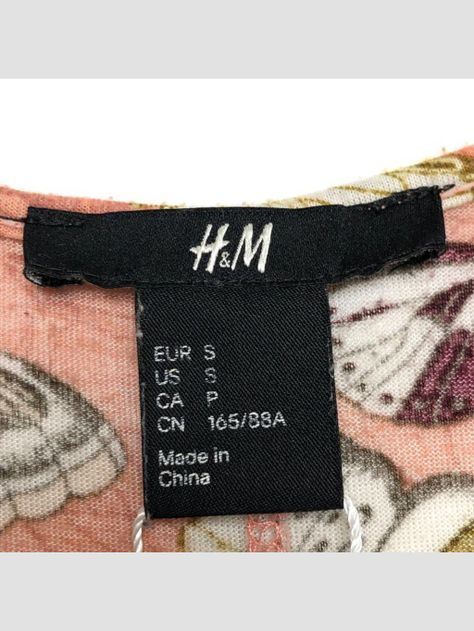 H&M
EUR S
US S
CA P
CN 165/88A
Made in
China